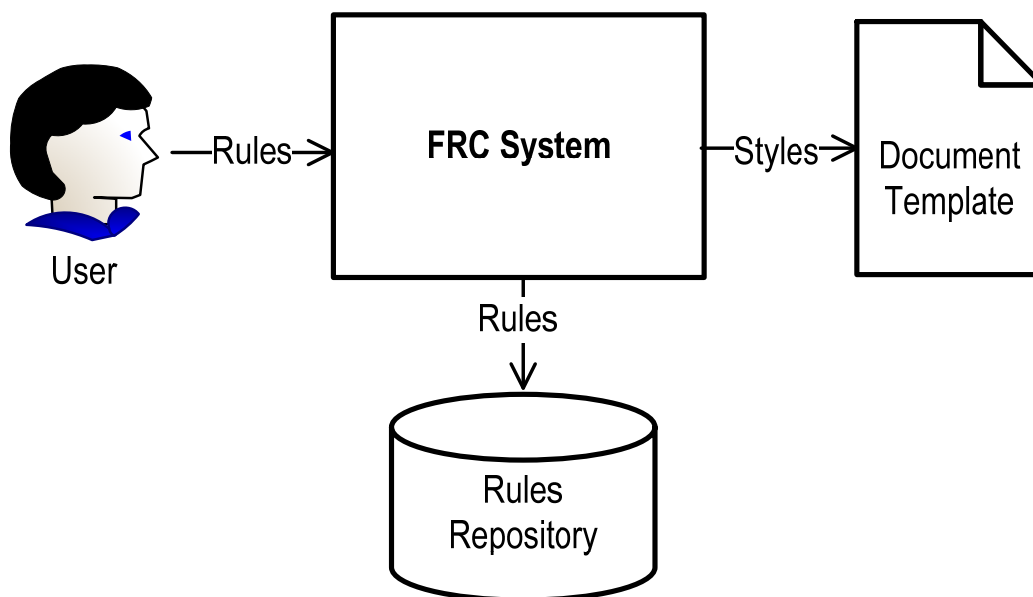 Rules
FRC System
Styles
Document
Template
User
Rules
Rules
Repository